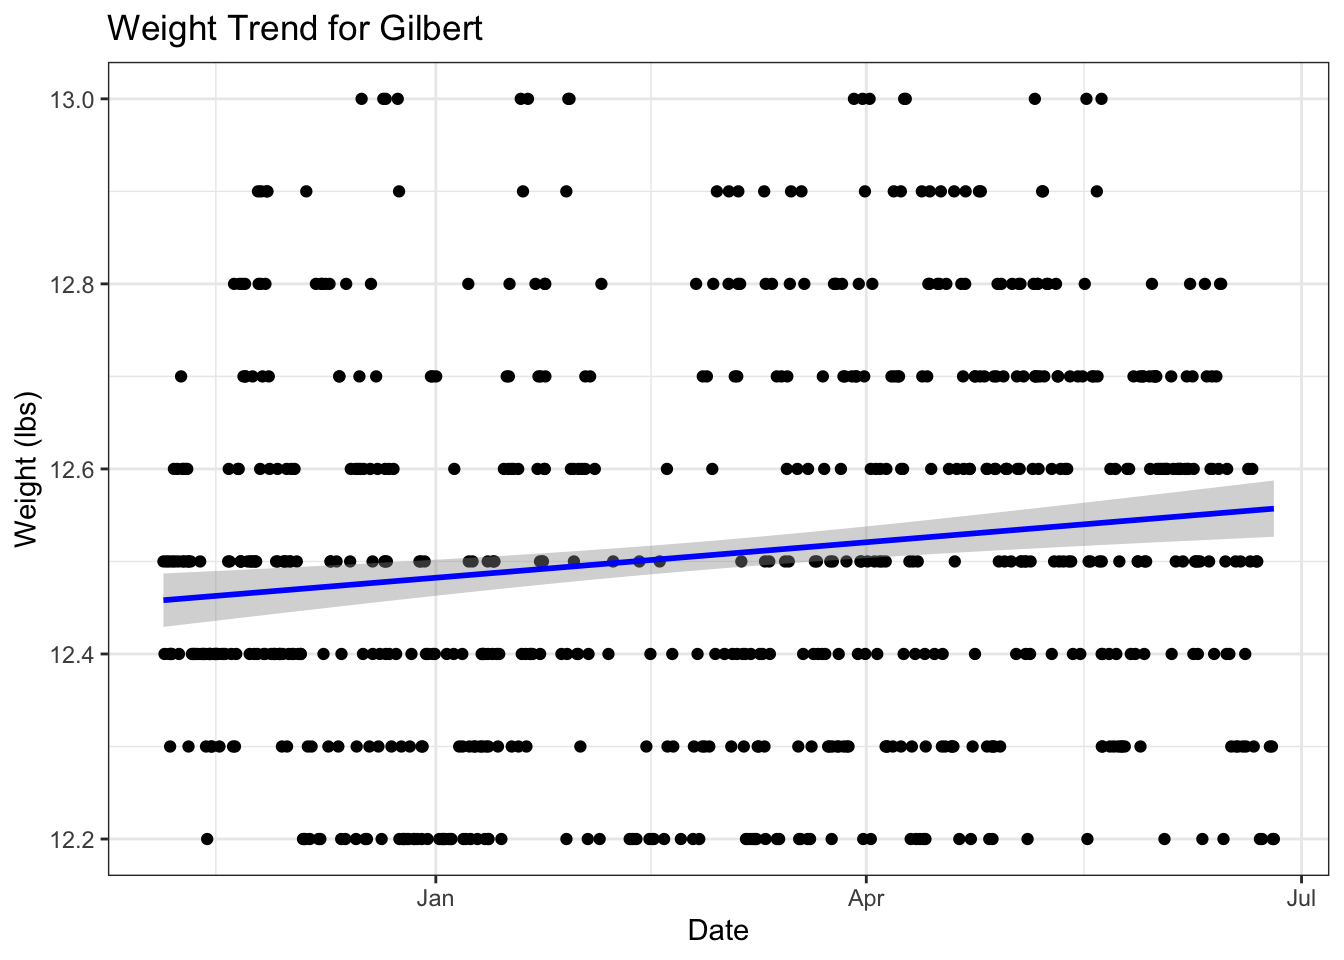 Weight Trend for Gilbert
13.0
12.8
12.6
12.4
12.2
Weight (lbs)
Jan
Apr
Jul
Date